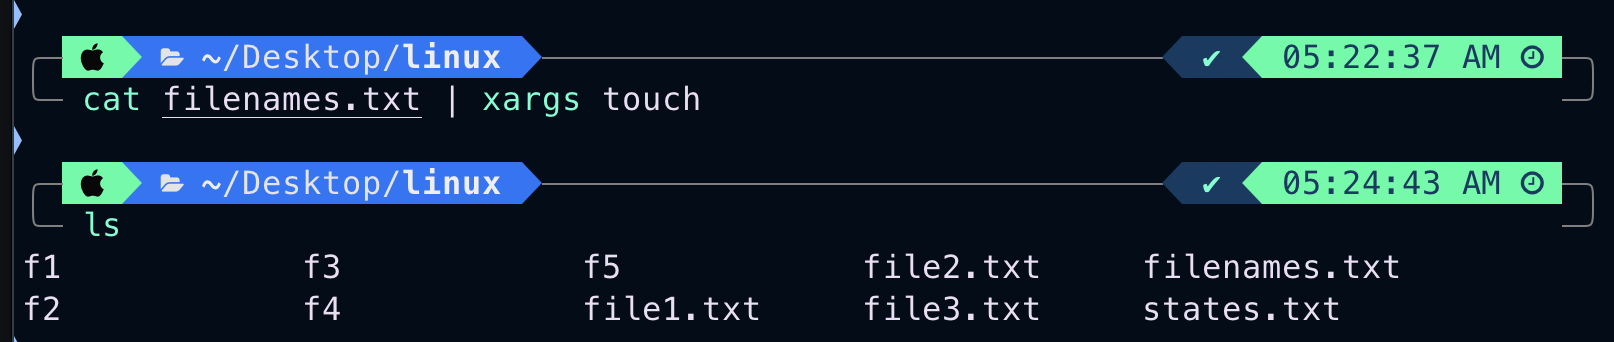 ~/Desktop/linux ✔ 05:22:37 AM
cat filenames.txt | xargs touch
~/Desktop/linux ✔ 05:24:43 AM
ls
f1 f3 f5 file2.txt filenames.txt
f2 f4 file1.txt file3.txt states.txt